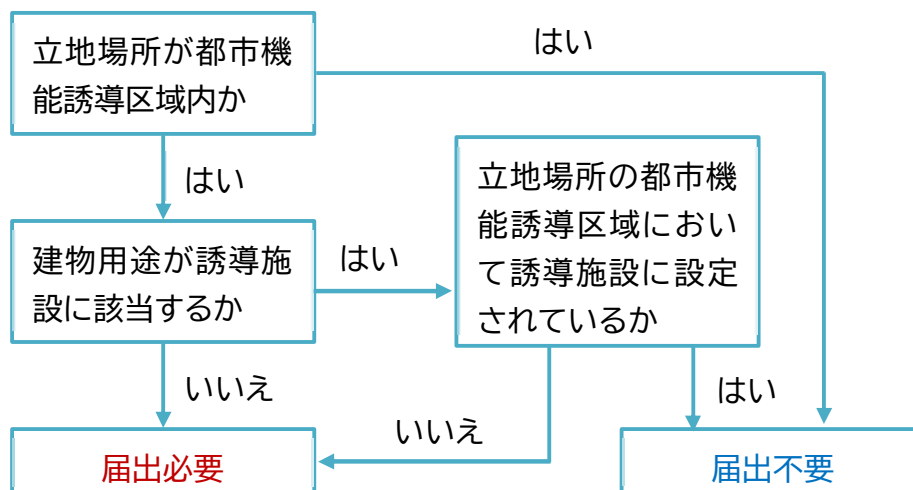 立地場所が都市機
能誘導区域内か
はい
はい
建物用途が誘導施
設に該当するか
はい
立地場所の都市機
能誘導区域におい
て誘導施設に設定
されているか
いいえ
いいえ
はい
届出必要
届出不要